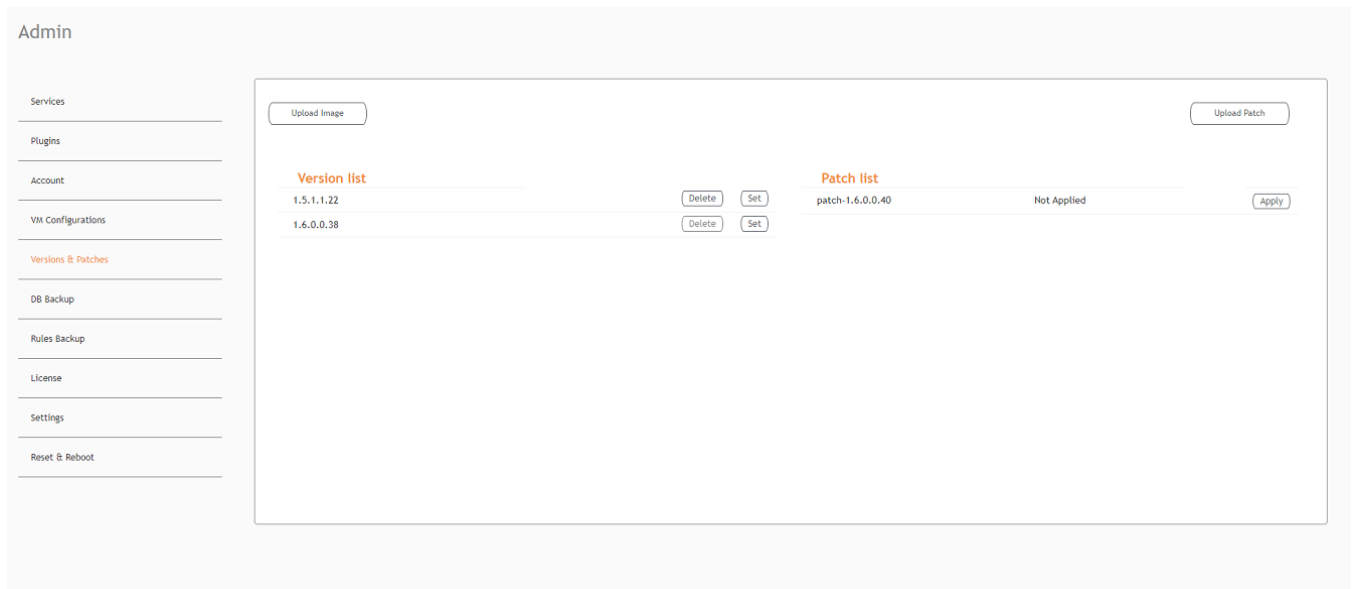 Admin
Services
Plugins
Account
VM Configurations
Versions & Patches
DB Backup
Rules Backup
License
Settings
Reset & Reboot
Upload Image
Upload Patch
Version list
1.5.1.1.22 Delete Set
1.6.0.0.38 Delete Set
Patch list
patch-1.6.0.0.40 Not Applied Apply